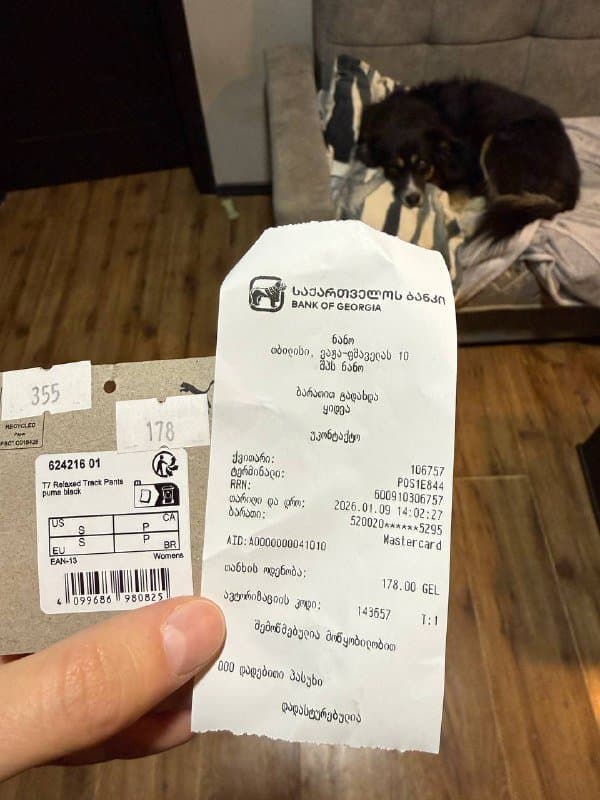 355
178
RECYCLED
Paper
624216 01
T7 Relaxed Track Pants
puma black
US S P CA
EU S P BR
EAN-13 Womens
4 099686 980825
ᲡᲐᲥᲐᲠᲗᲕᲔᲚᲝᲡ ᲑᲐᲜᲙᲘ
BANK OF GEORGIA
ნანო
თბილისი, ვაჟა-ფშაველას 10
შპს ნანო
ბარათით გადახდა
ყიდვა
უკონტაქტო
ქვითარი: 106757
ტერმინალი: POS1E844
RRN: 600910306757
თარიღი და დრო: 2026.01.09 14:02:27
ბარათი: 520020******5295
Mastercard
AID:A0000000041010
თანხის ოდენობა: 178.00 GEL
ავტორიზაციის კოდი: 143657 T:1
შემოწმებულია მოწყობილობით
000 დადებითი პასუხი
დადასტურებულია